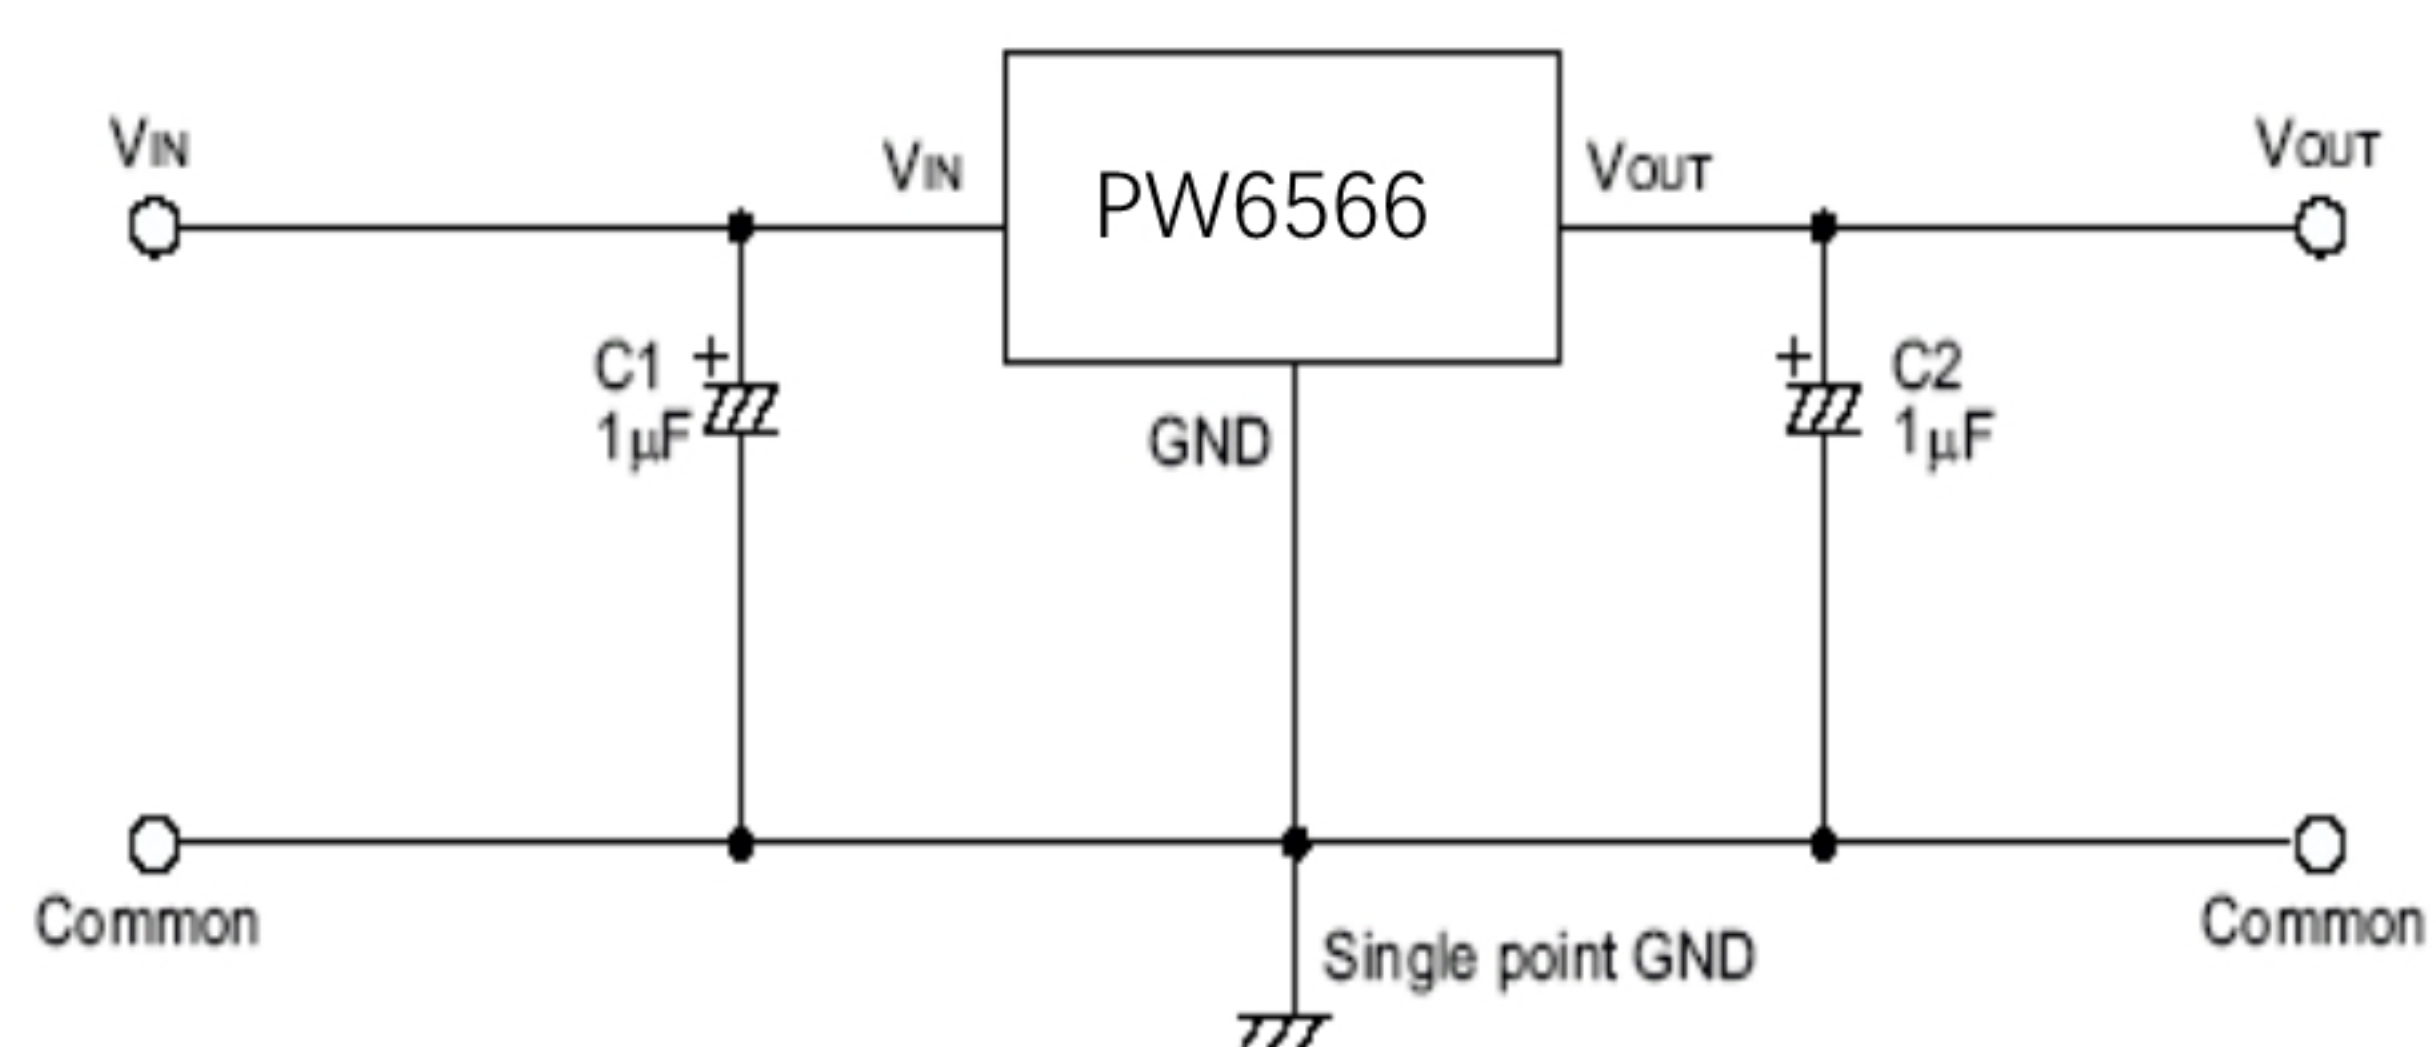 VIN
VIN
PW6566
VOUT
VOUT
C1 +
1μF
GND
+ C2
1μF
Common
Single point GND
Common